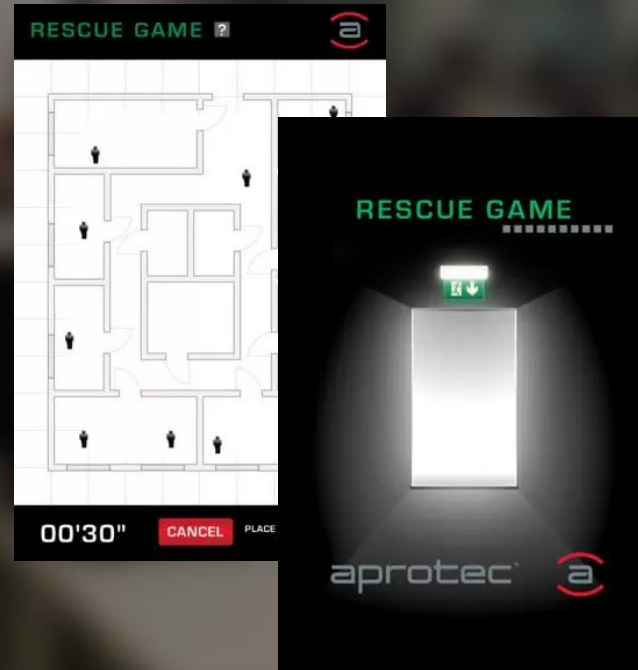 RESCUE GAME ?
a
00'30" CANCEL PLACE
RESCUE GAME
aprotec a